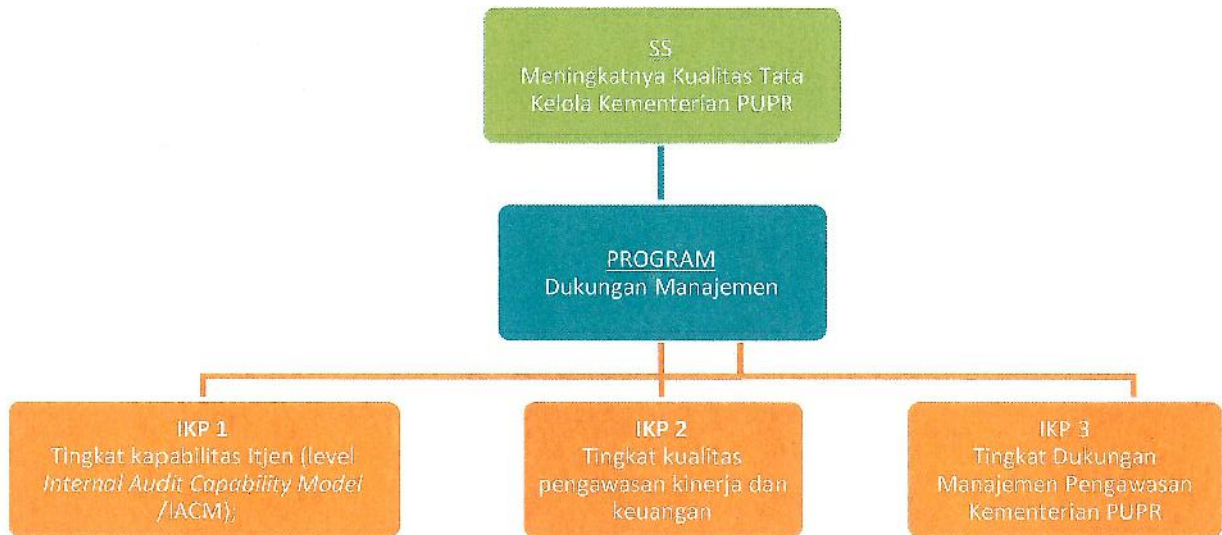 SS
Meningkatnya Kualitas Tata
Kelola Kementerian PUPR
PROGRAM
Dukungan Manajemen
IKP 1
Tingkat kapabilitas Itjen (level
Internal Audit Capability Model
/IACM);
IKP 2
Tingkat kualitas
pengawasan kinerja dan
keuangan
IKP 3
Tingkat Dukungan
Manajemen Pengawasan
Kementerian PUPR